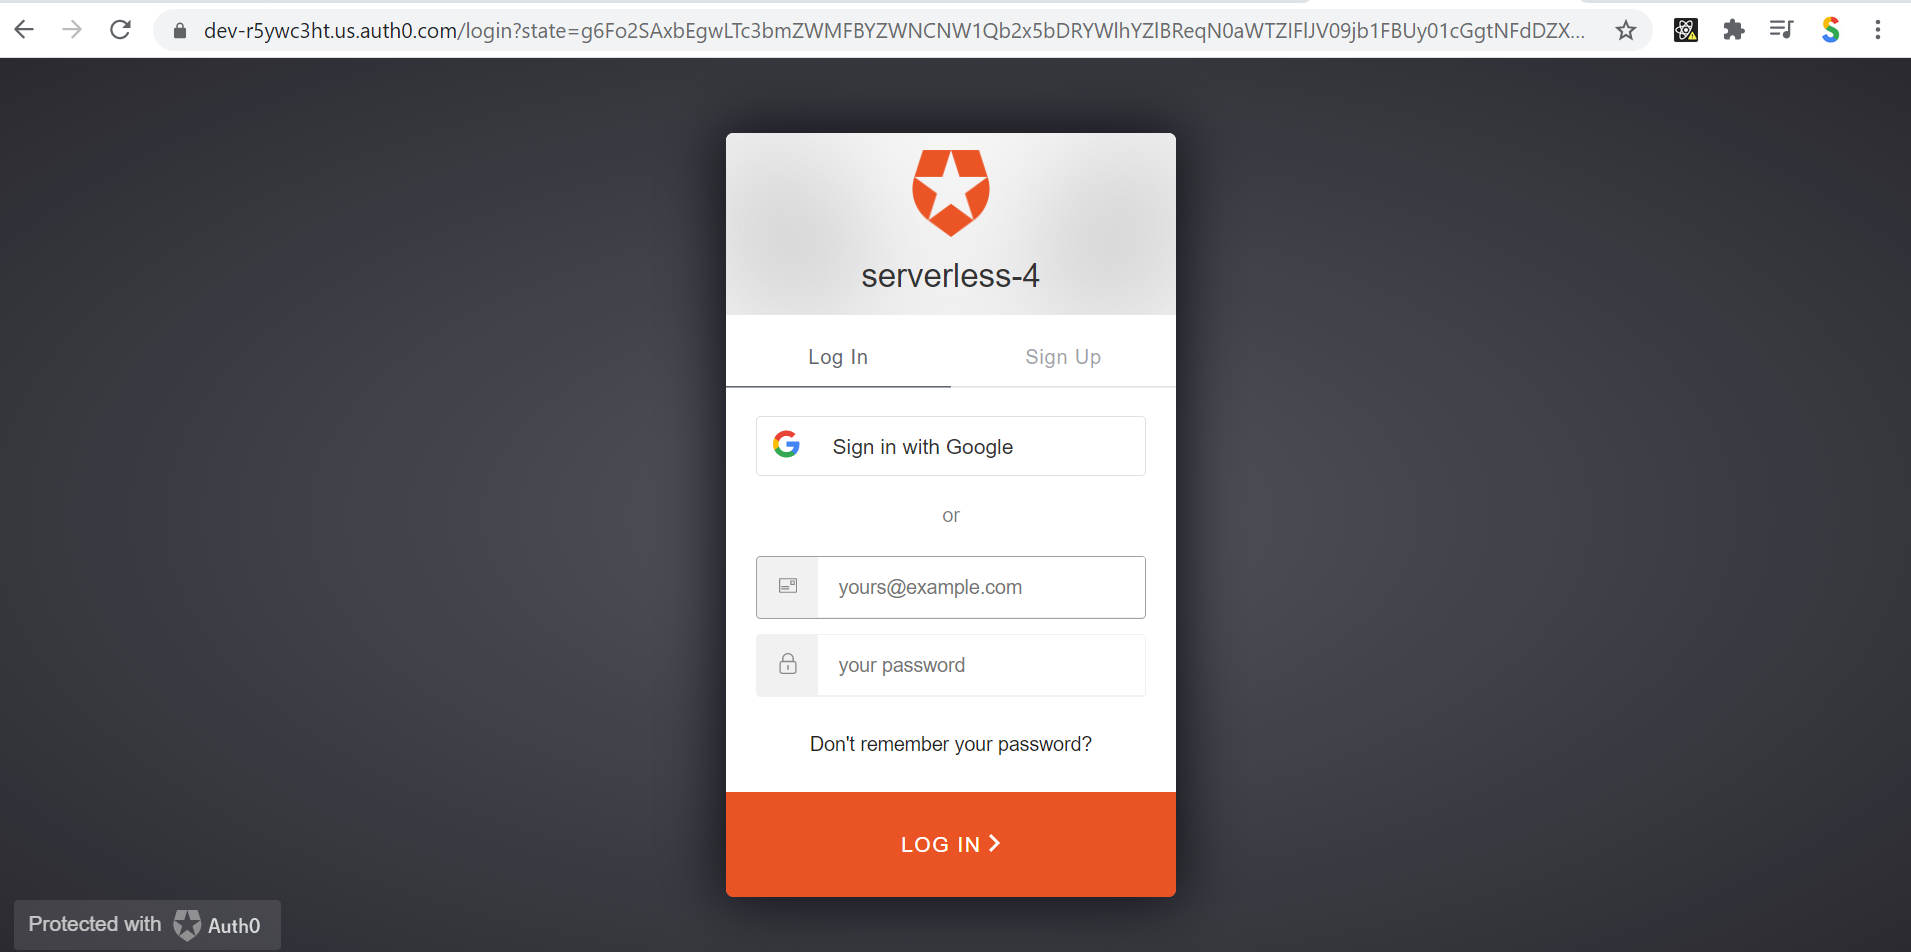 dev-r5ywc3ht.us.auth0.com/login?state=g6Fo2SAxbEgwLTc3bmZWMFBYZWNCNW1Qb2x5bDRYWlhYZlBReqN0aWTZIFlJV09jb1FBUy01cGgtNFdDZX...
serverless-4
Log In
Sign Up
Sign in with Google
or
yours@example.com
your password
Don't remember your password?
LOG IN
Protected with Auth0